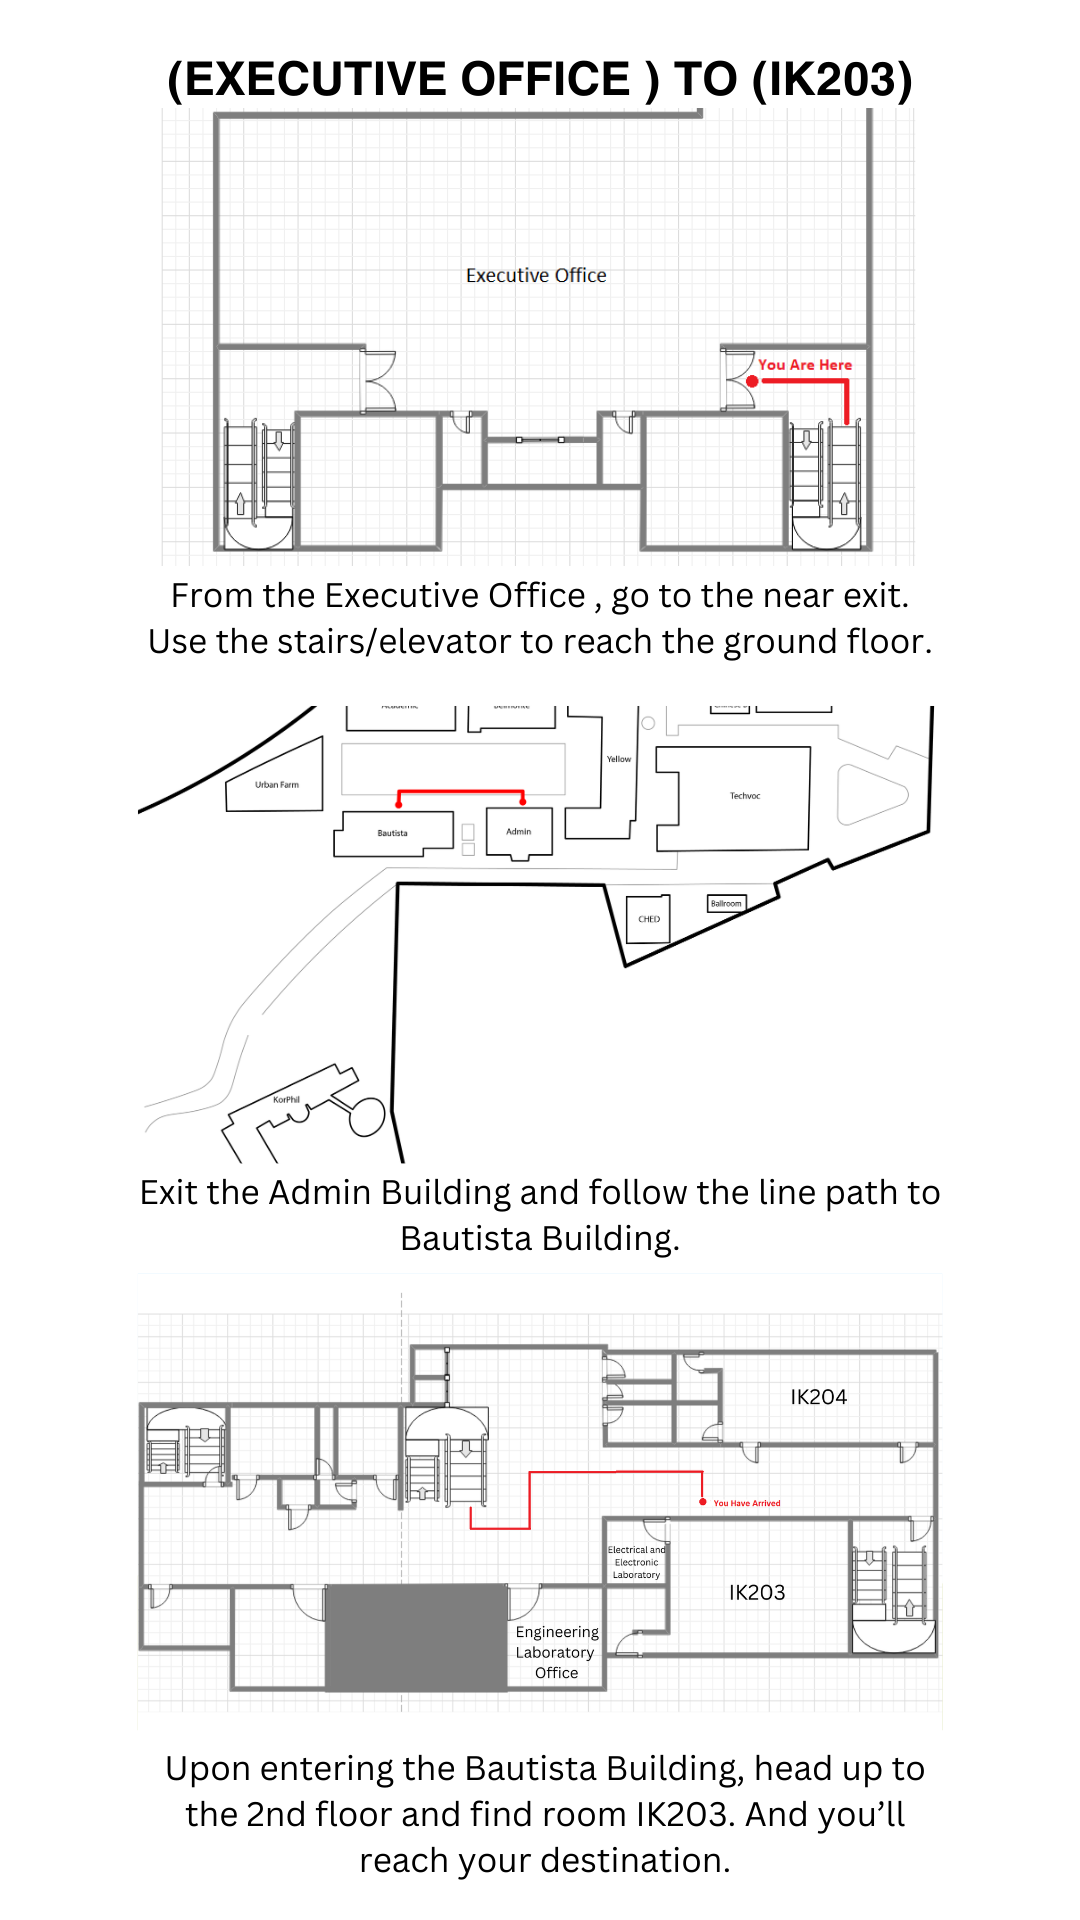 (EXECUTIVE OFFICE ) TO (IK203)
Executive Office
You Are Here
From the Executive Office , go to the near exit.
Use the stairs/elevator to reach the ground floor.
Academic
Belmonte
Yellow
Urban Farm
Techvoc
Bautista
Admin
Ballroom
CHED
KorPhil
Exit the Admin Building and follow the line path to
Bautista Building.
IK204
You Have Arrived
Electrical and
Electronic
Laboratory
IK203
Engineering
Laboratory
Office
Upon entering the Bautista Building, head up to
the 2nd floor and find room IK203. And you’ll
reach your destination.